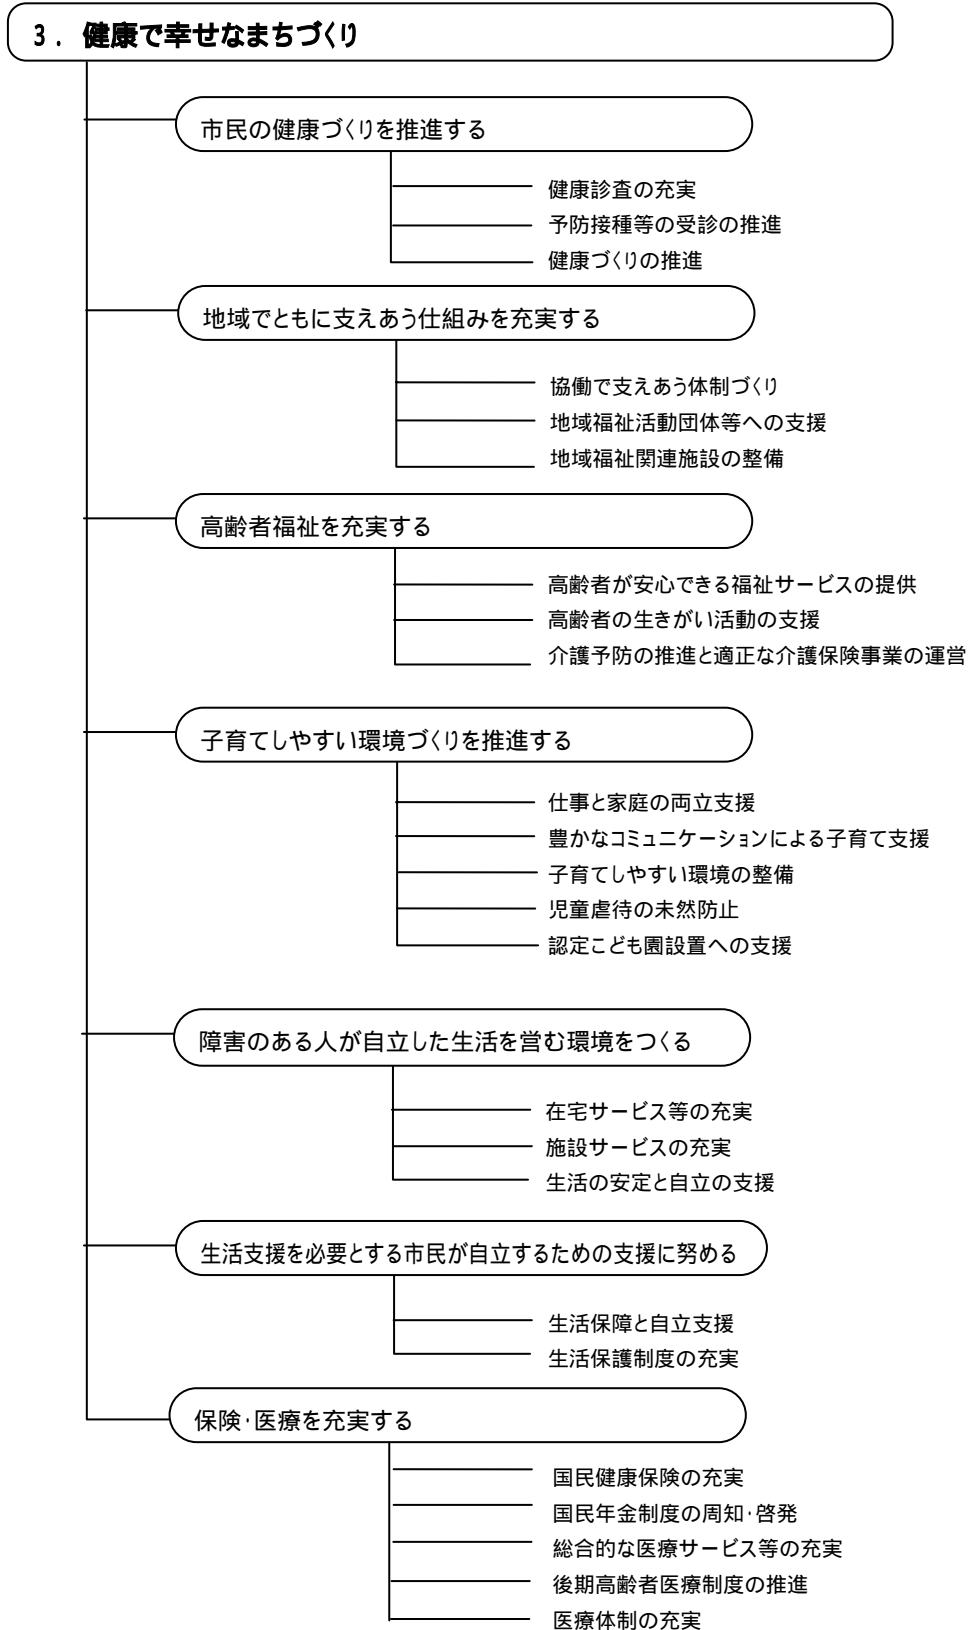 3．健康で幸せなまちづくり
市民の健康づくりを推進する
健康診査の充実
予防接種等の受診の推進
健康づくりの推進
地域でともに支えあう仕組みを充実する
協働で支えあう体制づくり
地域福祉活動団体等への支援
地域福祉関連施設の整備
高齢者福祉を充実する
高齢者が安心できる福祉サービスの提供
高齢者の生きがい活動の支援
介護予防の推進と適正な介護保険事業の運営
子育てしやすい環境づくりを推進する
仕事と家庭の両立支援
豊かなコミュニケーションによる子育て支援
子育てしやすい環境の整備
児童虐待の未然防止
認定こども園設置への支援
障害のある人が自立した生活を営む環境をつくる
在宅サービス等の充実
施設サービスの充実
生活の安定と自立の支援
生活支援を必要とする市民が自立するための支援に努める
生活保障と自立支援
生活保護制度の充実
保険・医療を充実する
国民健康保険の充実
国民年金制度の周知・啓発
総合的な医療サービス等の充実
後期高齢者医療制度の推進
医療体制の充実